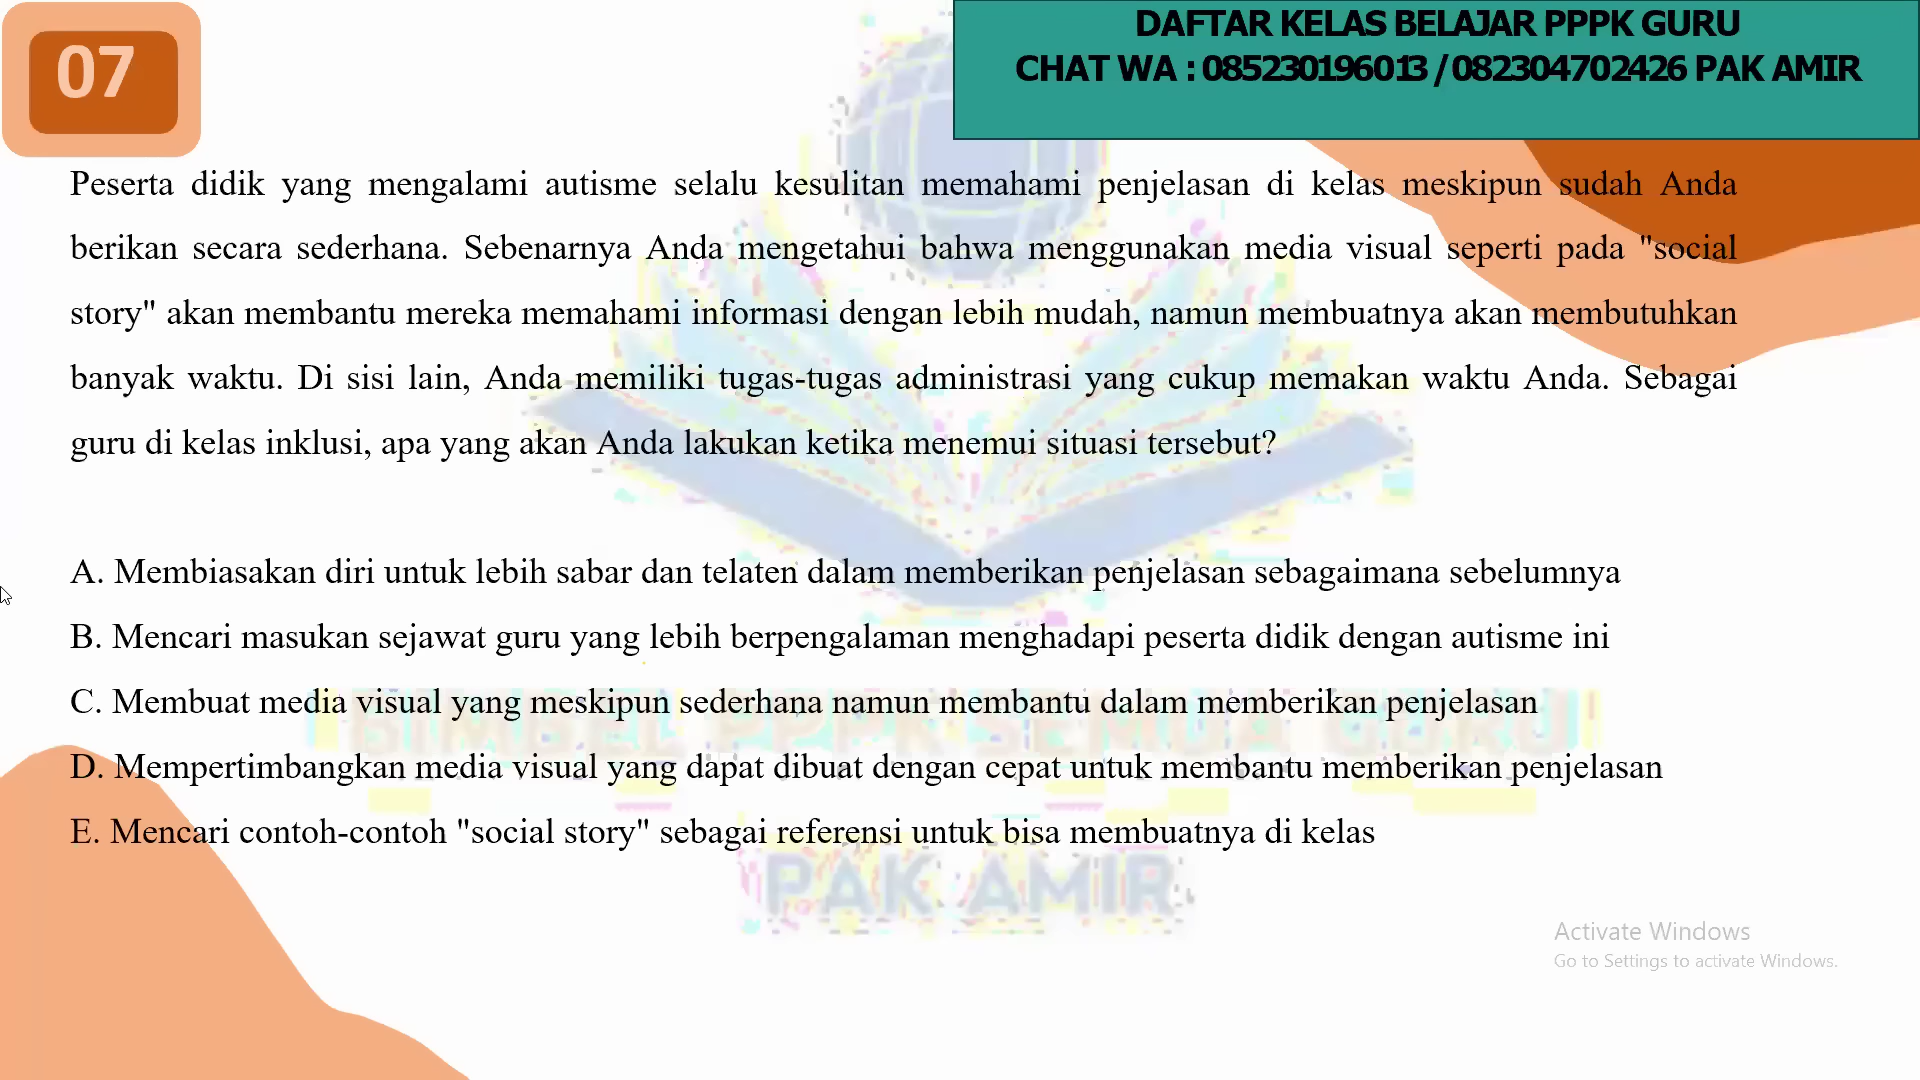 07
DAFTAR KELAS BELAJAR PPPK GURU
CHAT WA : 085230196013 / 082304702426 PAK AMIR
Peserta didik yang mengalami autisme selalu kesulitan memahami penjelasan di kelas meskipun sudah Anda
berikan secara sederhana. Sebenarnya Anda mengetahui bahwa menggunakan media visual seperti pada "social
story" akan membantu mereka memahami informasi dengan lebih mudah, namun membuatnya akan membutuhkan
banyak waktu. Di sisi lain, Anda memiliki tugas-tugas administrasi yang cukup memakan waktu Anda. Sebagai
guru di kelas inklusi, apa yang akan Anda lakukan ketika menemui situasi tersebut?
A. Membiasakan diri untuk lebih sabar dan telaten dalam memberikan penjelasan sebagaimana sebelumnya
B. Mencari masukan sejawat guru yang lebih berpengalaman menghadapi peserta didik dengan autisme ini
C. Membuat media visual yang meskipun sederhana namun membantu dalam memberikan penjelasan
BIMBEL PPPK SEMUA GURU
D. Mempertimbangkan media visual yang dapat dibuat dengan cepat untuk membantu memberikan penjelasan
E. Mencari contoh-contoh "social story" sebagai referensi untuk bisa membuatnya di kelas
PAK AMIR
Activate Windows
Go to Settings to activate Windows.